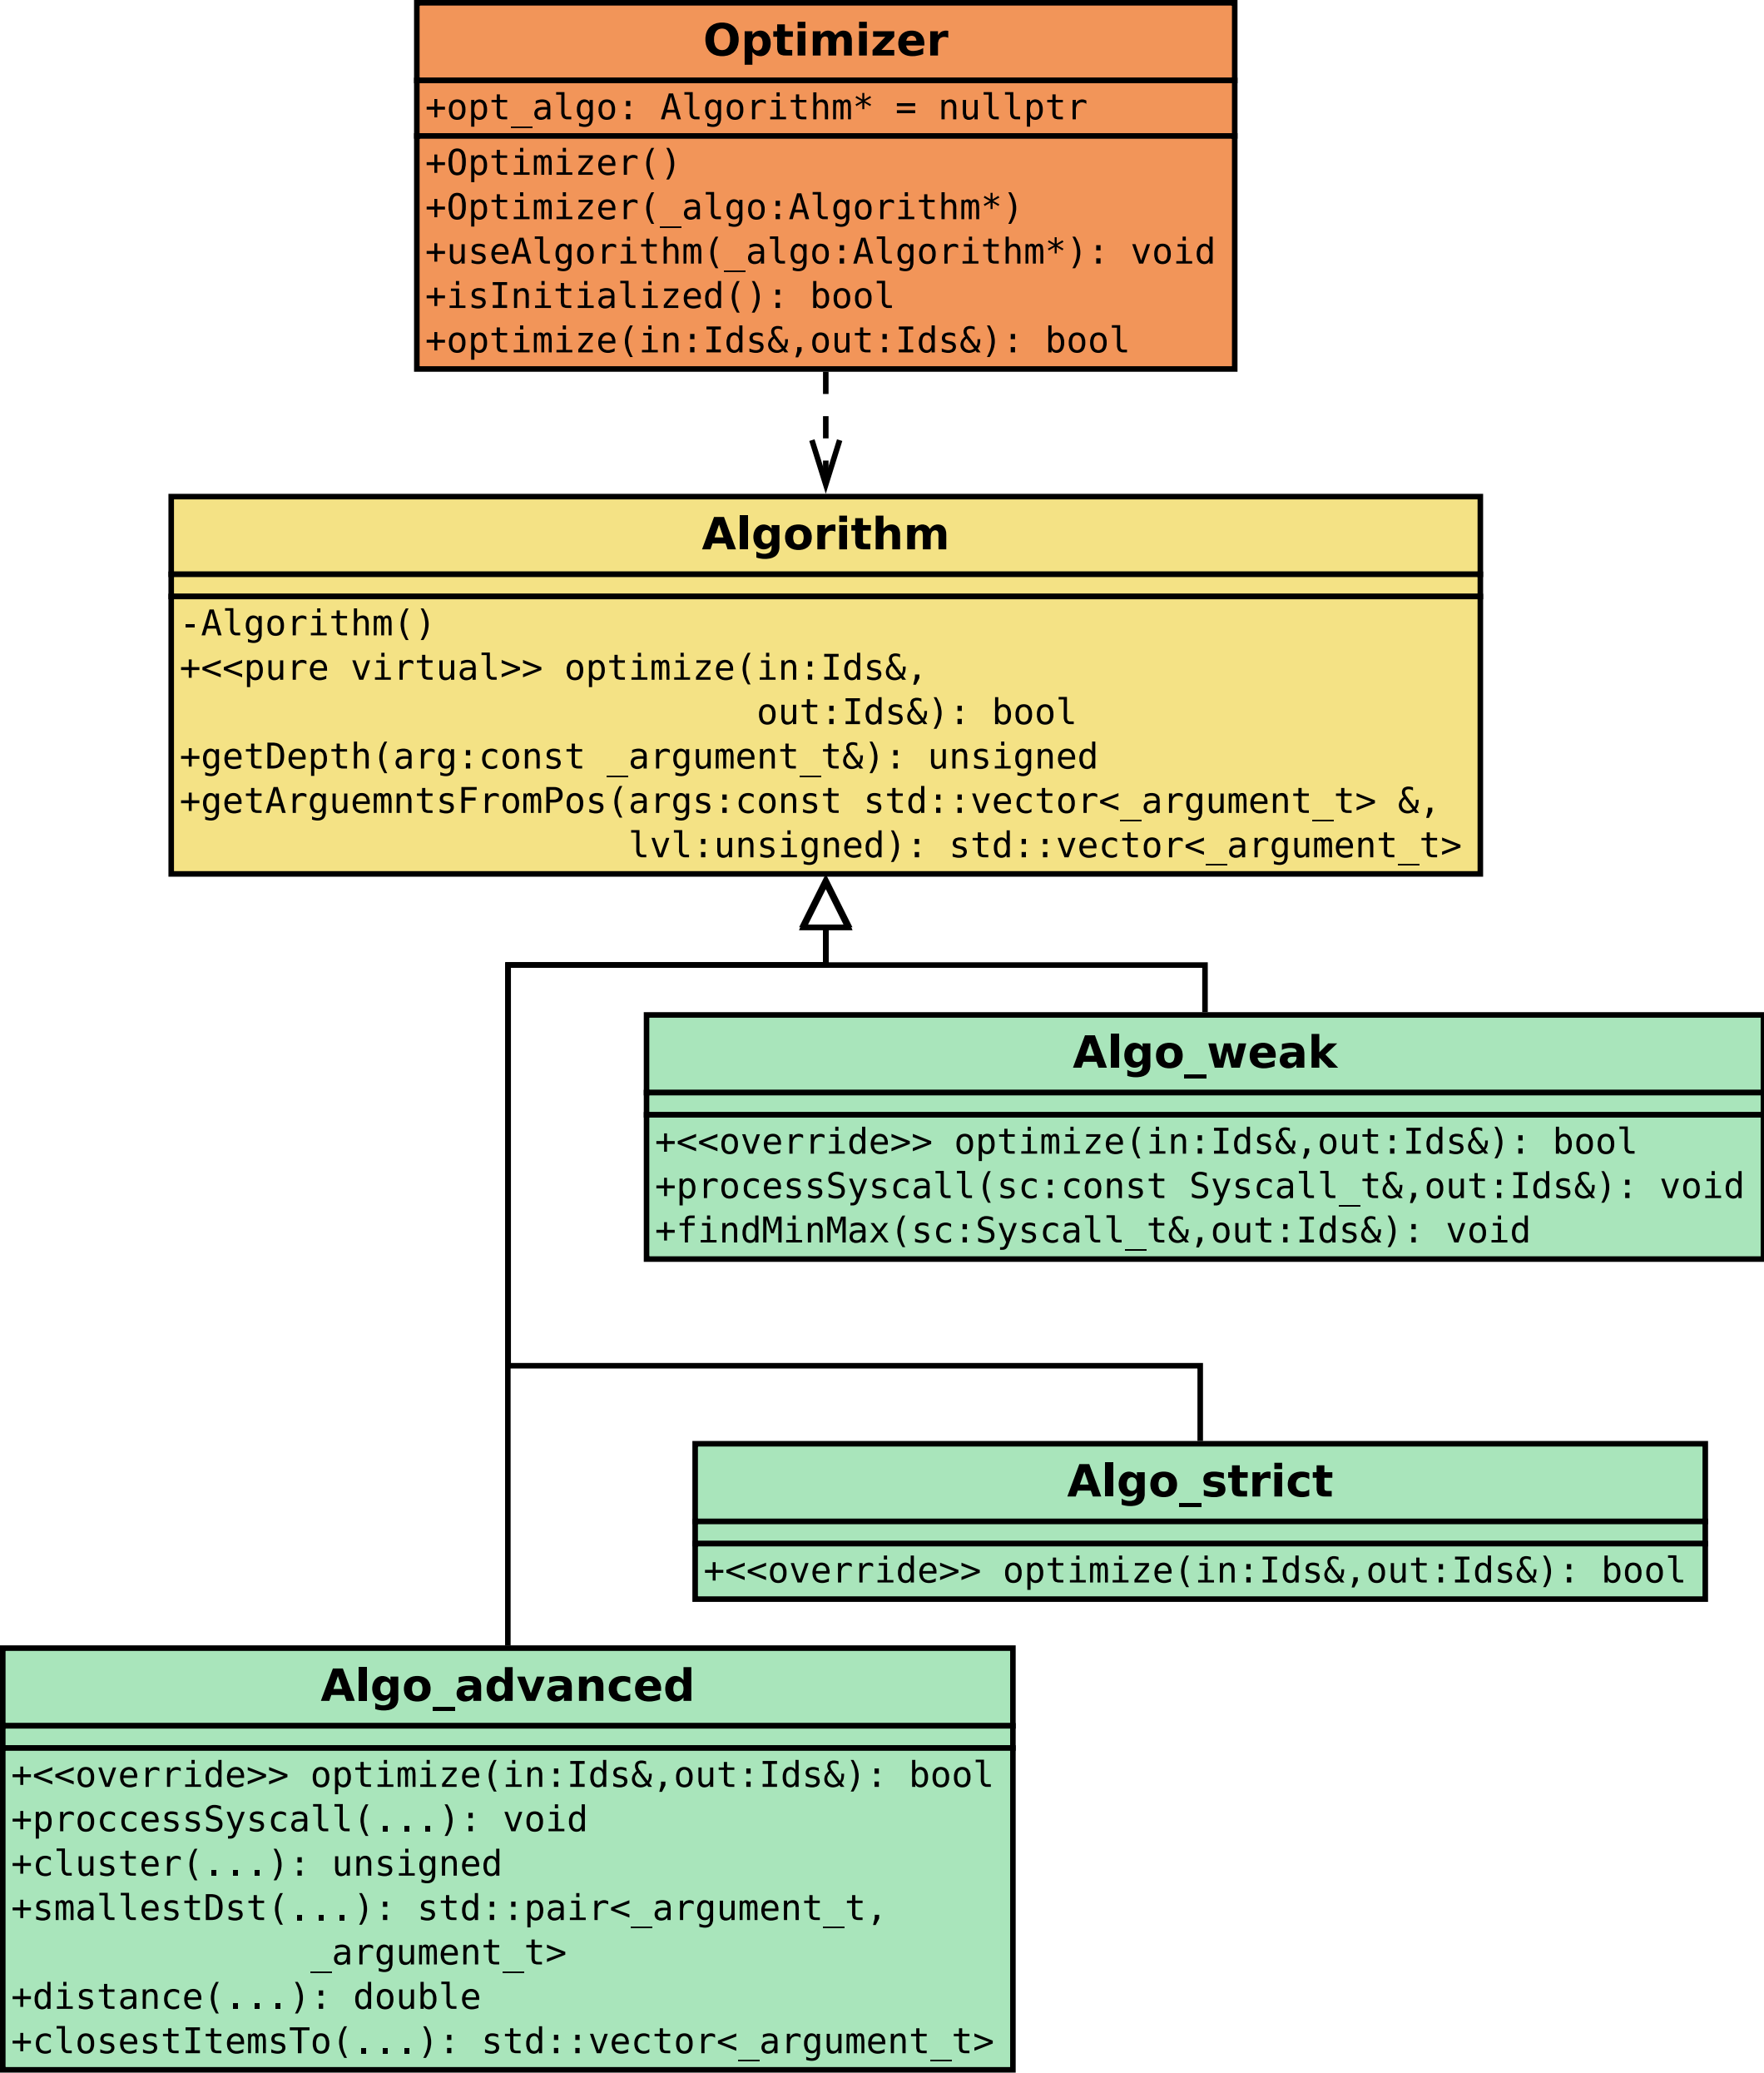 Optimizer
+opt_algo: Algorithm* = nullptr
+Optimizer()
+Optimizer(_algo:Algorithm*)
+useAlgorithm(_algo:Algorithm*): void
+isInitialized(): bool
+optimize(in:Ids&,out:Ids&): bool
Algorithm
-Algorithm()
+<<pure virtual>> optimize(in:Ids&,
out:Ids&): bool
+getDepth(arg:const _argument_t&): unsigned
+getArguemntsFromPos(args:const std::vector<_argument_t> &,
lvl:unsigned): std::vector<_argument_t>
Algo_weak
+<<override>> optimize(in:Ids&,out:Ids&): bool
+processSyscall(sc:const Syscall_t&,out:Ids&): void
+findMinMax(sc:Syscall_t&,out:Ids&): void
Algo_strict
+<<override>> optimize(in:Ids&,out:Ids&): bool
Algo_advanced
+<<override>> optimize(in:Ids&,out:Ids&): bool
+proccessSyscall(...): void
+cluster(...): unsigned
+smallestDst(...): std::pair<_argument_t,
_argument_t>
+distance(...): double
+closestItemsTo(...): std::vector<_argument_t>